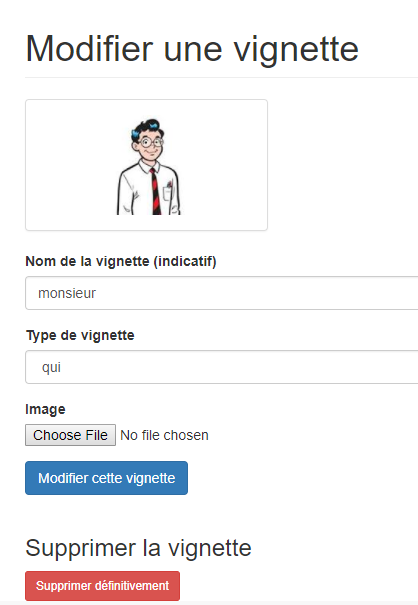 Modifier une vignette
Nom de la vignette (indicatif)
monsieur
Type de vignette
qui
Image
Choose File No file chosen
Modifier cette vignette
Supprimer la vignette
Supprimer définitivement